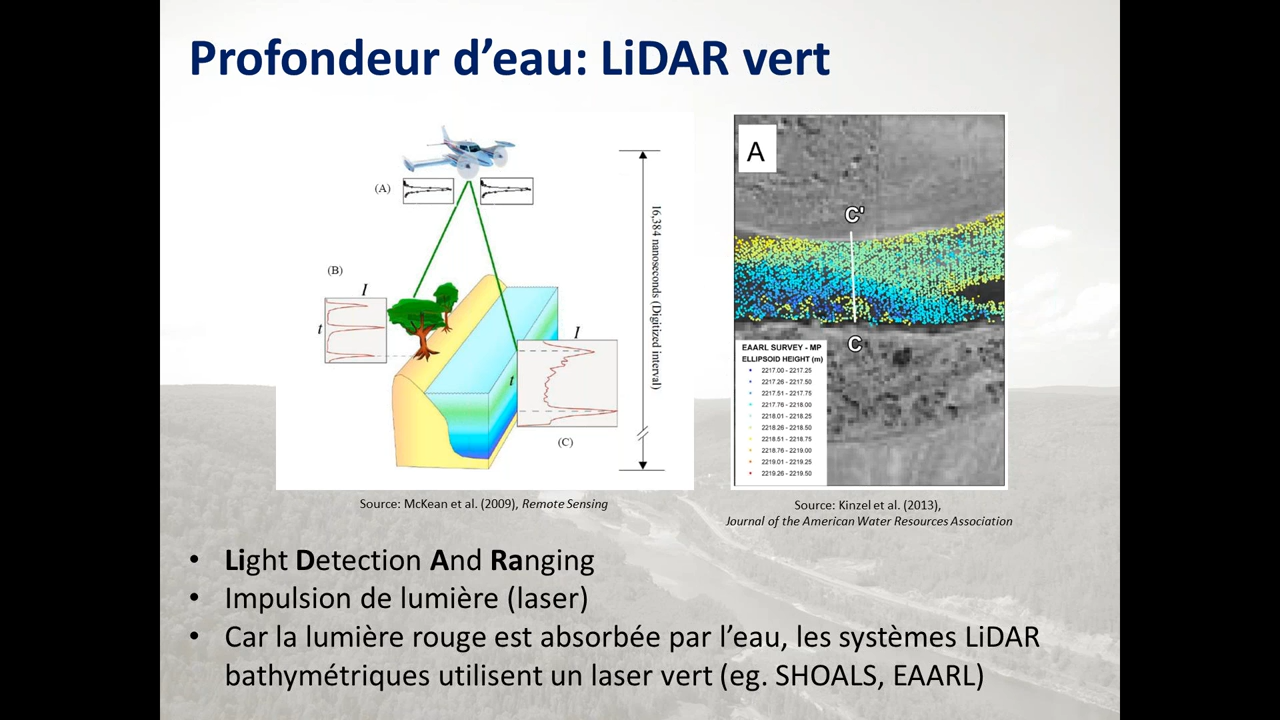 Profondeur d'eau: LiDAR vert
(A)
(B)
I
t
I
t
(C)
16,384 nanoseconds (Digitized interval)
A
C'
C
EAARL SURVEY - MP
ELLIPSOID HEIGHT (m)
2217.00 - 2217.25
2217.26 - 2217.50
2217.51 - 2217.75
2217.76 - 2218.00
2218.01 - 2218.25
2218.26 - 2218.50
2218.51 - 2218.75
2218.76 - 2219.00
2219.01 - 2219.25
2219.26 - 2219.50
Source: McKean et al. (2009), Remote Sensing
Source: Kinzel et al. (2013),
Journal of the American Water Resources Association
• Light Detection And Ranging
• Impulsion de lumière (laser)
• Car la lumière rouge est absorbée par l'eau, les systèmes LiDAR
bathymétriques utilisent un laser vert (eg. SHOALS, EAARL)